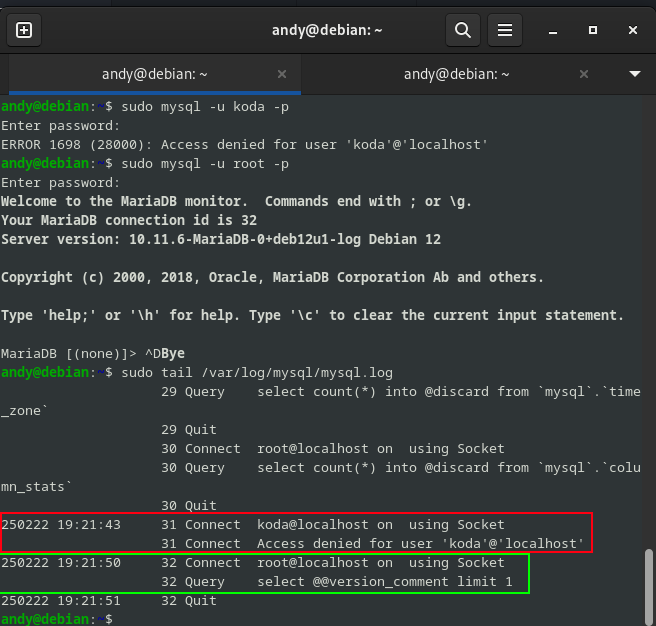 andy@debian: ~
andy@debian: ~
andy@debian: ~
andy@debian:~$ sudo mysql -u koda -p
Enter password:
ERROR 1698 (28000): Access denied for user 'koda'@'localhost'
andy@debian:~$ sudo mysql -u root -p
Enter password:
Welcome to the MariaDB monitor.  Commands end with ; or \g.
Your MariaDB connection id is 32
Server version: 10.11.6-MariaDB-0+deb12u1-log Debian 12
Copyright (c) 2000, 2018, Oracle, MariaDB Corporation Ab and others.
Type 'help;' or '\h' for help. Type '\c' to clear the current input statement.
MariaDB [(none)]> ^DBye
andy@debian:~$ sudo tail /var/log/mysql/mysql.log
                    29 Query    select count(*) into @discard from `mysql`.`time
_zone`
                    29 Quit
                    30 Connect  root@localhost on  using Socket
                    30 Query    select count(*) into @discard from `mysql`.`colu
mn_stats`
                    30 Quit
250222 19:21:43     31 Connect  koda@localhost on  using Socket
                    31 Connect  Access denied for user 'koda'@'localhost'
250222 19:21:50     32 Connect  root@localhost on  using Socket
                    32 Query    select @@version_comment limit 1
250222 19:21:51     32 Quit
andy@debian:~$